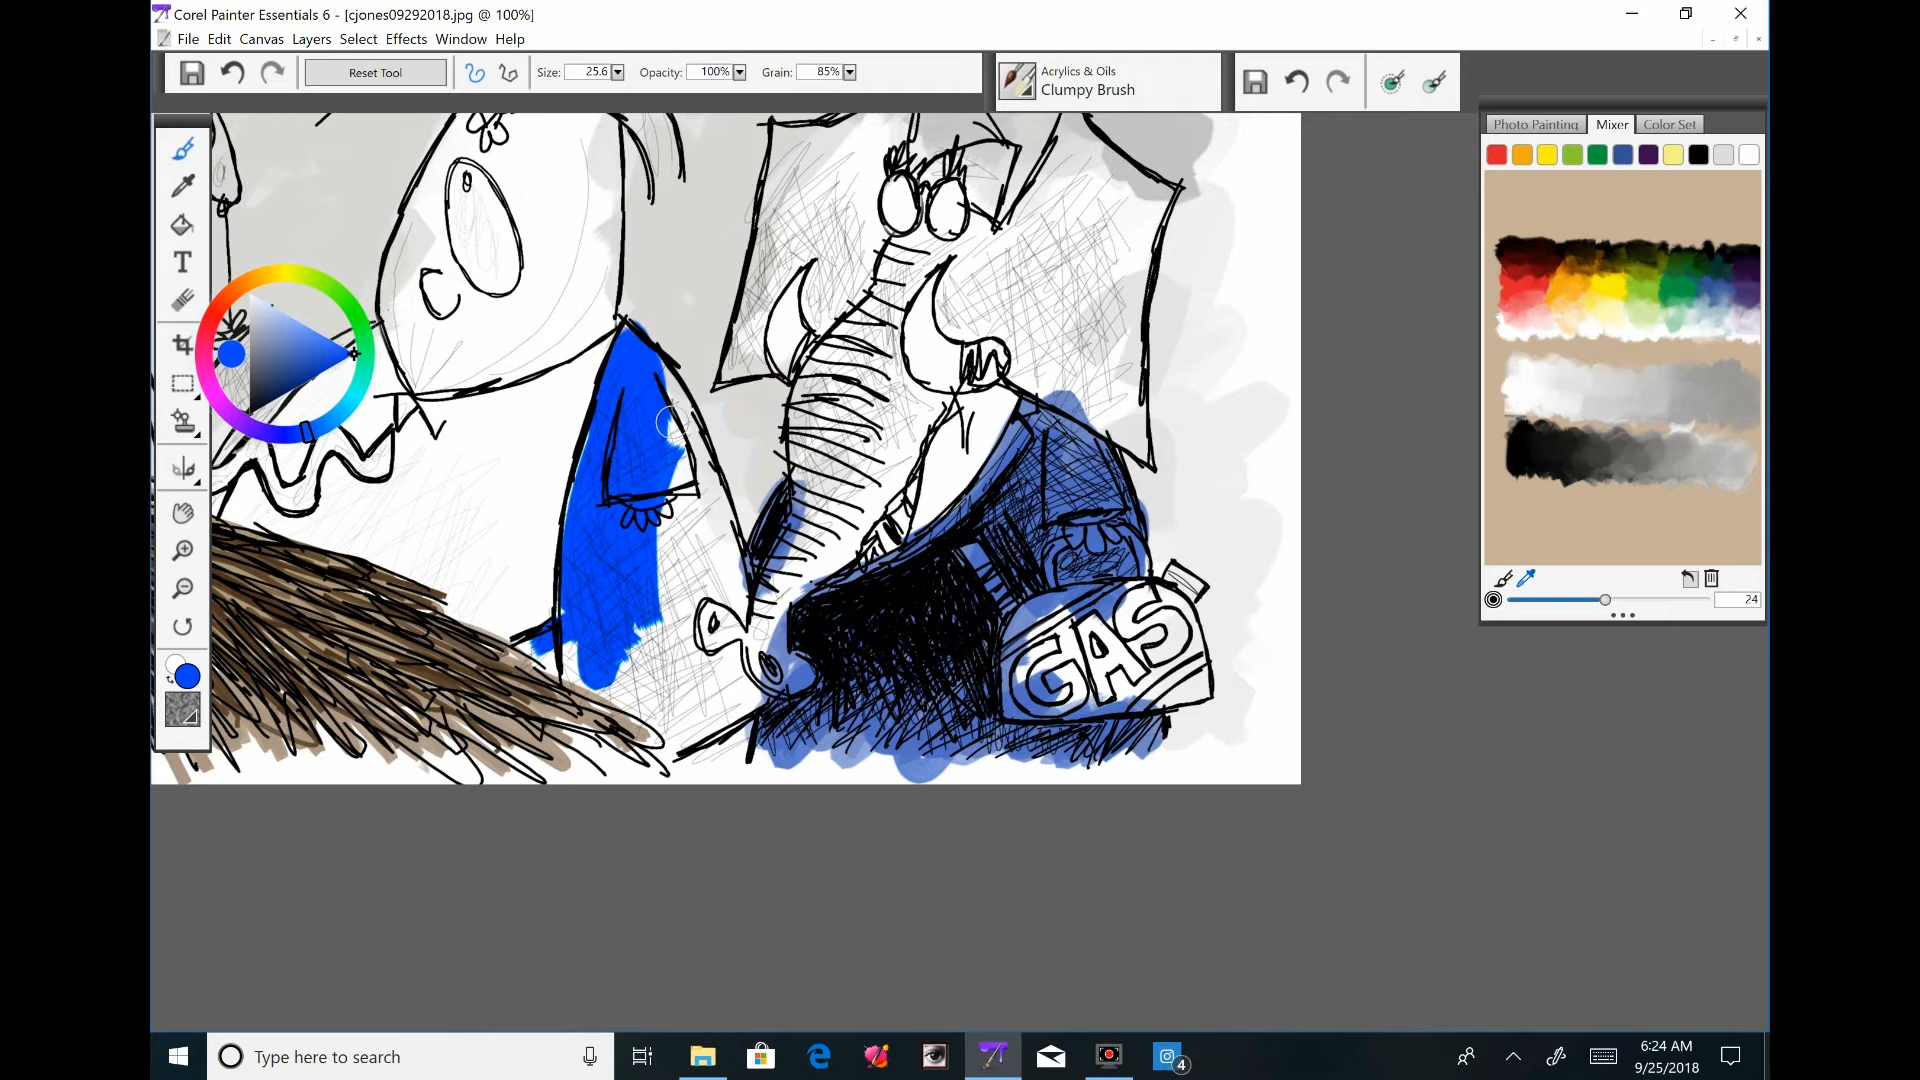 Corel Painter Essentials 6 - [cjones09292018.jpg @ 100%]
File Edit Canvas Layers Select Effects Window Help
Reset Tool Size: 25.6 Opacity: 100% Grain: 85%
Acrylics & Oils
Clumpy Brush
Photo Painting Mixer Color Set
T
GAS
24
Type here to search
4
6:24 AM
9/25/2018